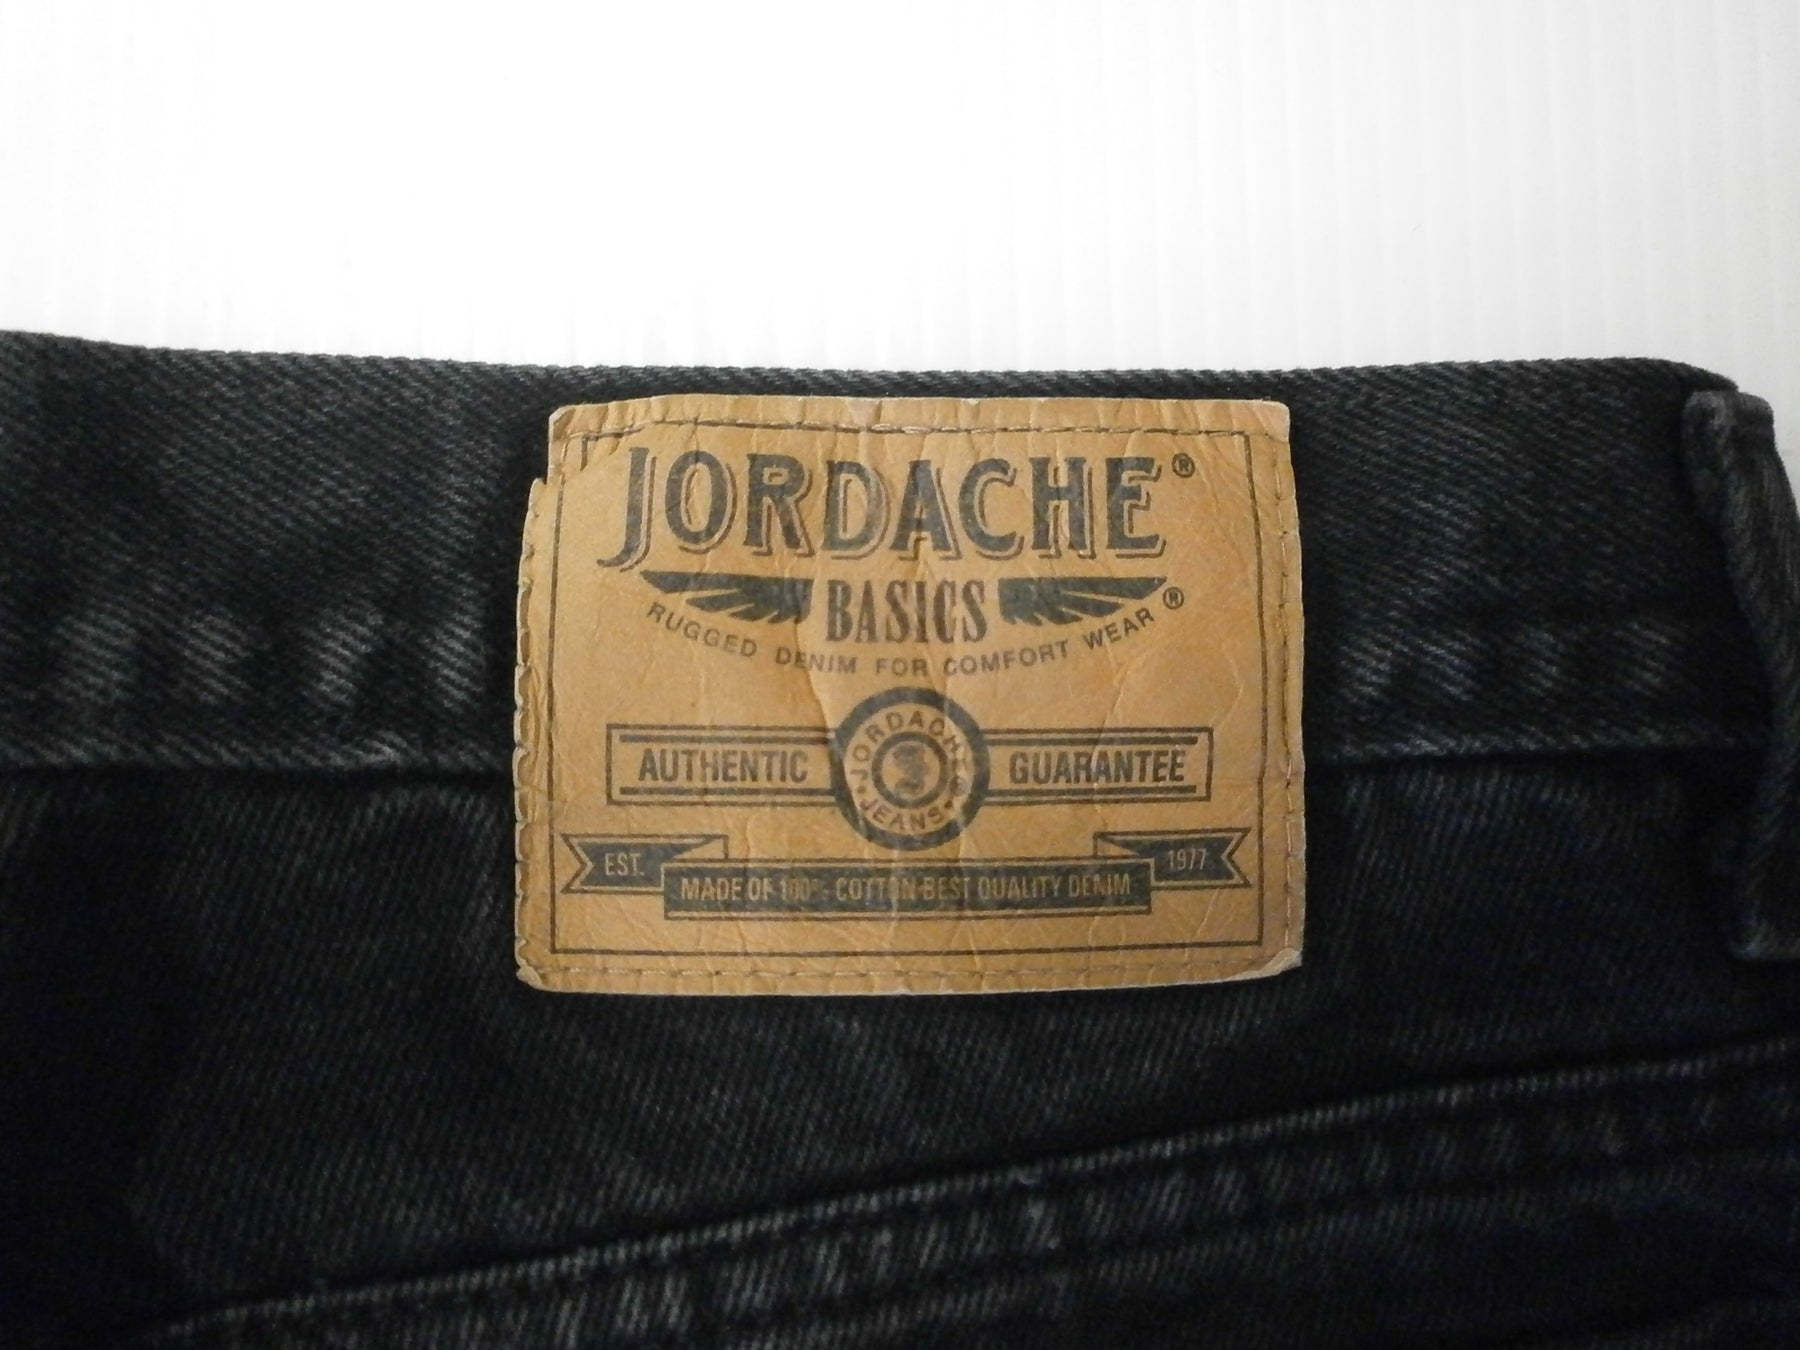 JORDACHE®
BASICS
RUGGED DENIM FOR COMFORT WEAR®
AUTHENTIC GUARANTEE
JORDACHE®
JEANS
EST. 1977
MADE OF 100% COTTON BEST QUALITY DENIM